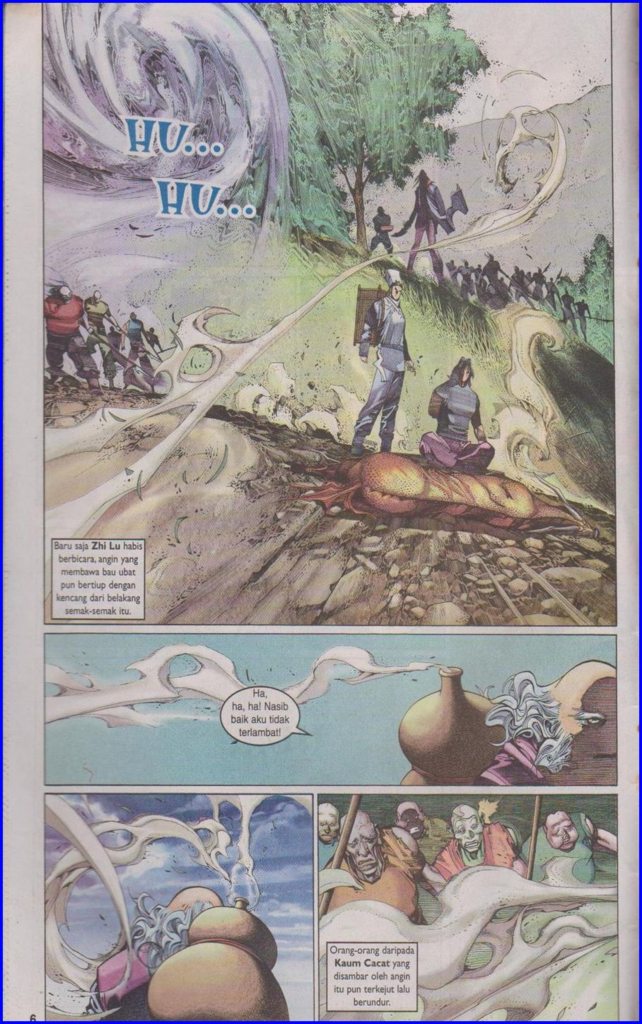 HU...
HU...
Baru saja Zhi Lu habis
berbicara, angin yang
membawa bau ubat
pun bertiup dengan
kencang dari belakang
semak-semak itu.
Ha,
ha, ha! Nasib
baik aku tidak
terlambat!
Orang-orang daripada
Kaum Cacat yang
disambar oleh angin
itu pun terkejut lalu
berundur.
6